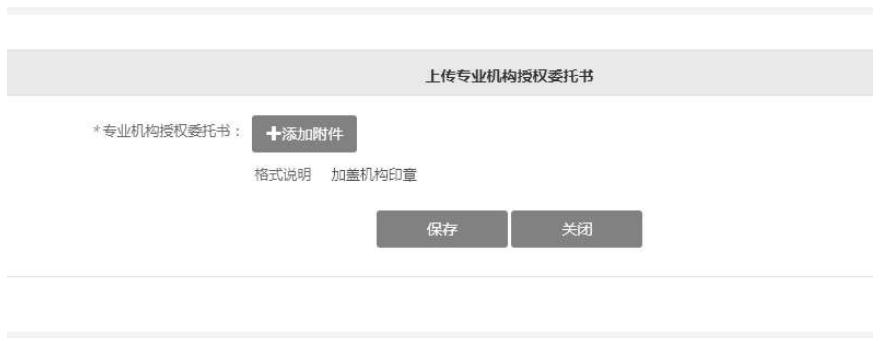 上传专业机构授权委托书
*专业机构授权委托书：
+添加附件
格式说明 加盖机构印章
保存 关闭